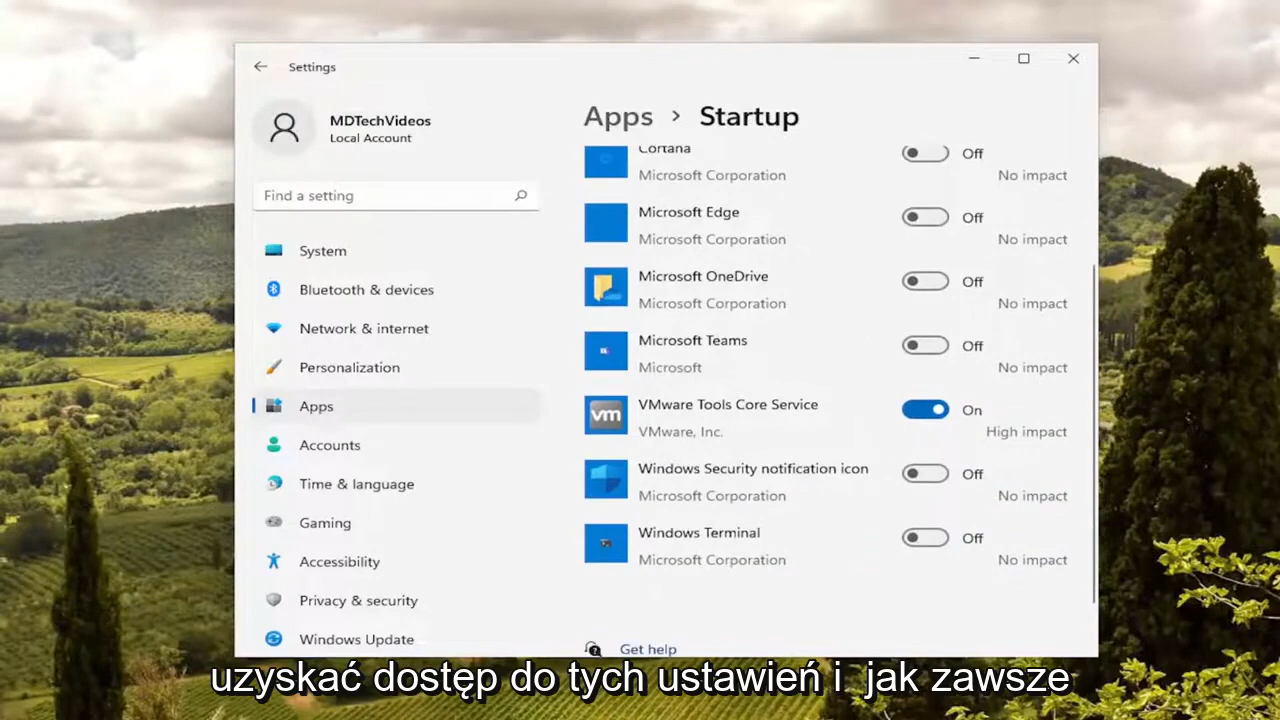 Settings
MDTechVideos
Local Account
Find a setting
System
Bluetooth & devices
Network & internet
Personalization
Apps
Accounts
Time & language
Gaming
Accessibility
Privacy & security
Windows Update
Apps > Startup
Cortana
Off
Microsoft Corporation
No impact
Microsoft Edge
Off
Microsoft Corporation
No impact
Microsoft OneDrive
Off
Microsoft Corporation
No impact
Microsoft Teams
Off
Microsoft
No impact
vm
VMware Tools Core Service
On
VMware, Inc.
High impact
Windows Security notification icon
Off
Microsoft Corporation
No impact
Windows Terminal
Off
Microsoft Corporation
No impact
Get help
uzyskać dostęp do tych ustawień i jak zawsze